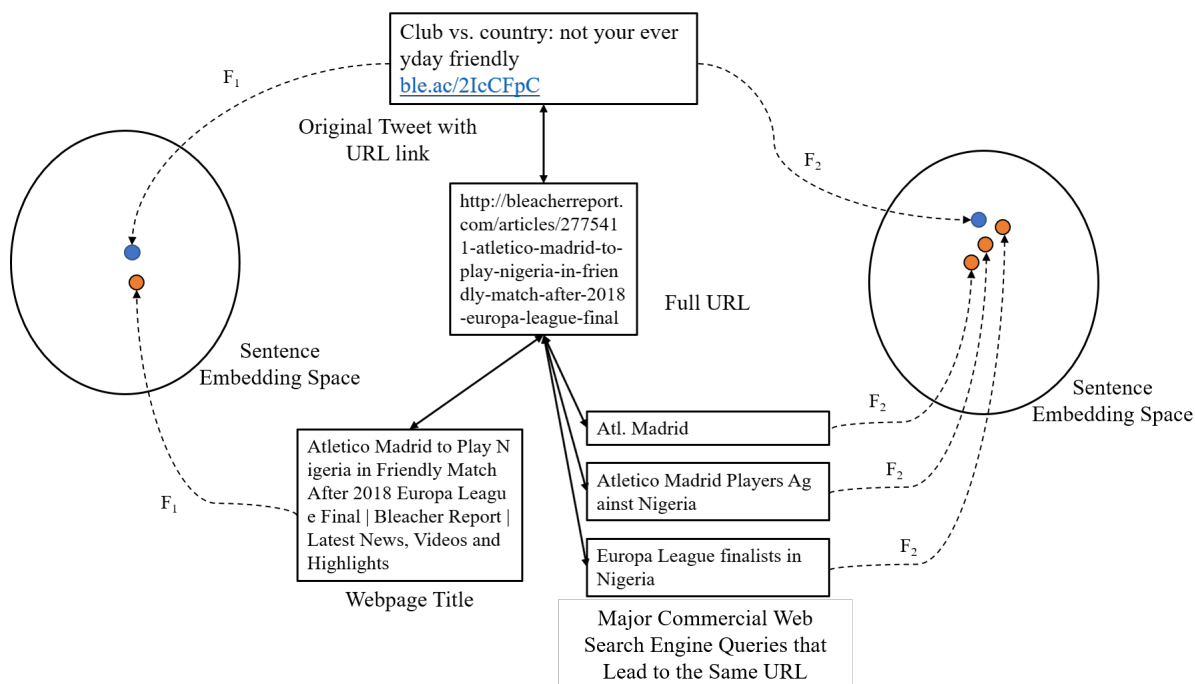 Club vs. country: not your ever
yday friendly
ble.ac/2IcCFpC
F1
Original Tweet with
URL link
F2
http://bleacherreport.
com/articles/277541
1-atletico-madrid-to-
play-nigeria-in-frien
dly-match-after-2018
-europa-league-final
Full URL
Sentence
Embedding Space
Sentence
Embedding Space
Atletico Madrid to Play N
igeria in Friendly Match
After 2018 Europa Leagu
e Final | Bleacher Report |
Latest News, Videos and
Highlights
F1
Webpage Title
Atl. Madrid
F2
Atletico Madrid Players Ag
ainst Nigeria
F2
Europa League finalists in
Nigeria
F2
Major Commercial Web
Search Engine Queries that
Lead to the Same URL